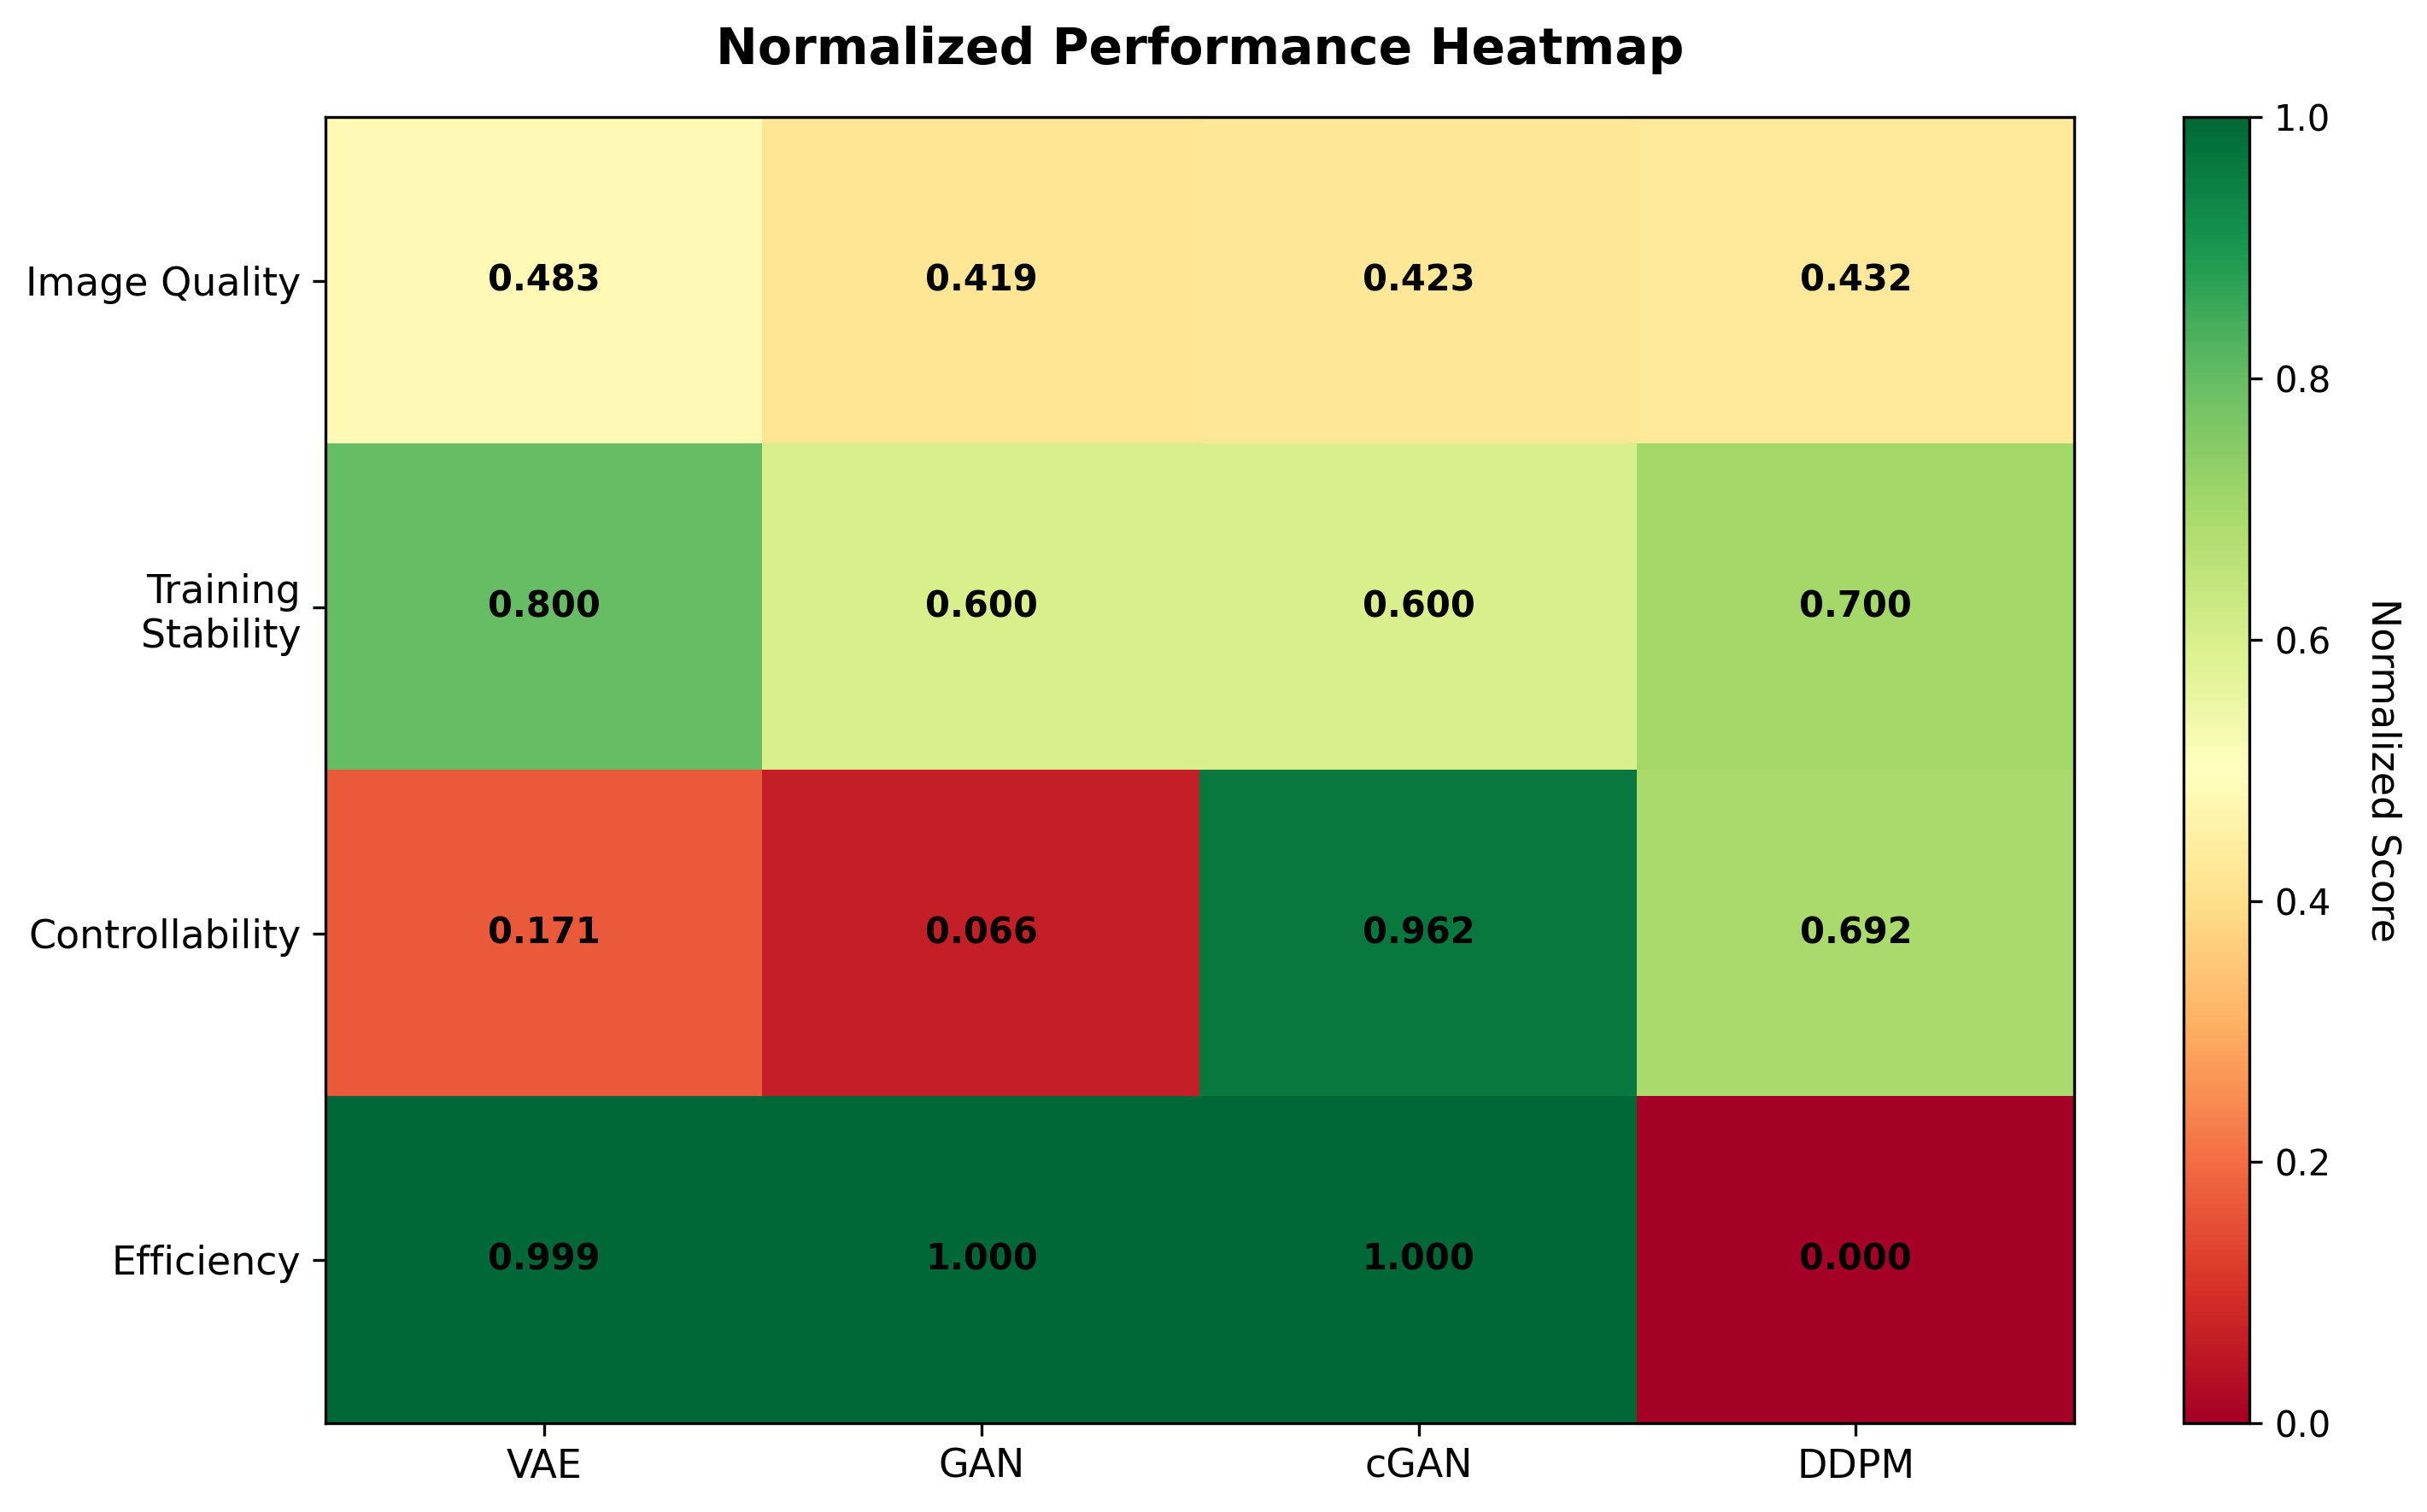 Normalized Performance Heatmap
Image Quality
0.483 0.419 0.423 0.432
Training
Stability
0.800 0.600 0.600 0.700
Controllability
0.171 0.066 0.962 0.692
Efficiency
0.999 1.000 1.000 0.000
VAE GAN cGAN DDPM
1.0
0.8
0.6
0.4
0.2
0.0
Normalized Score